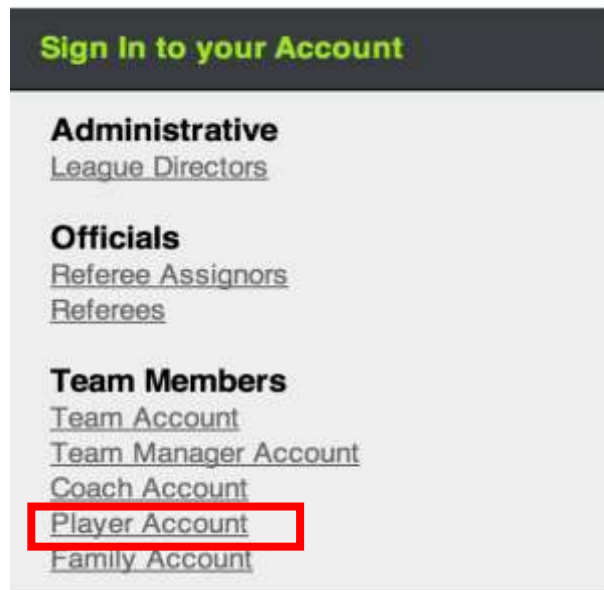 Sign In to your Account
Administrative
League Directors
Officials
Referee Assignors
Referees
Team Members
Team Account
Team Manager Account
Coach Account
Player Account
Family Account